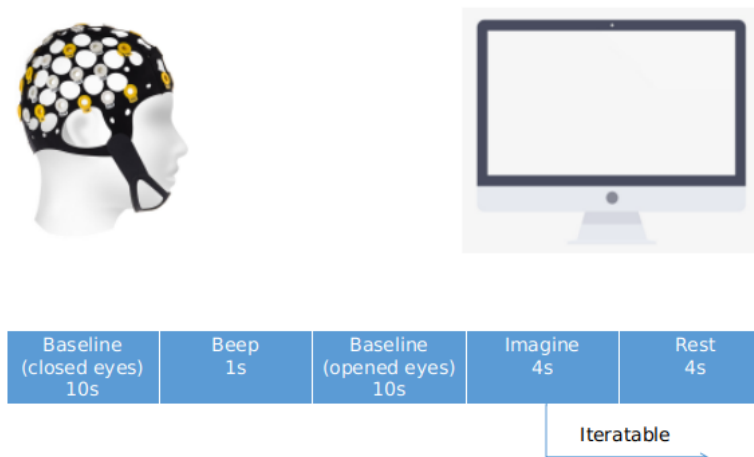 Baseline
(closed eyes)
10s
Beep
1s
Baseline
(opened eyes)
10s
Imagine
4s
Rest
4s
Iteratable